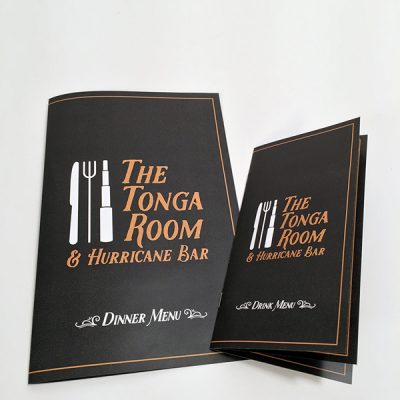 THE
TONGA
ROOM
& HURRICANE BAR
DINNER MENU
THE
TONGA
ROOM
& HURRICANE BAR
DRINK MENU